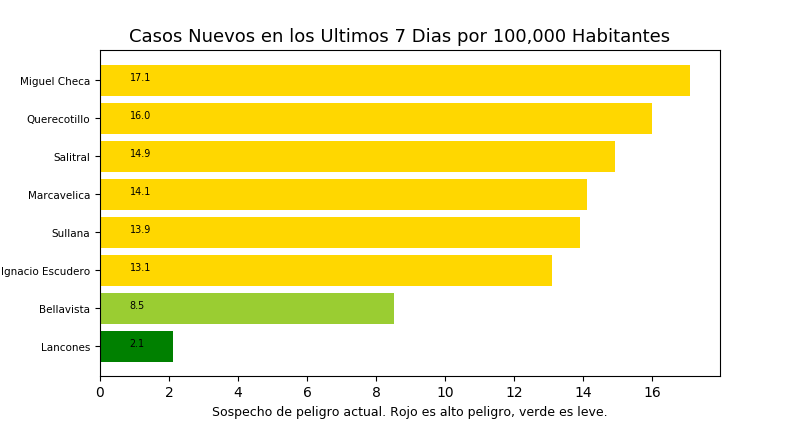 Casos Nuevos en los Ultimos 7 Dias por 100,000 Habitantes
Miguel Checa 17.1
Querecotillo 16.0
Salitral 14.9
Marcavelica 14.1
Sullana 13.9
Ignacio Escudero 13.1
Bellavista 8.5
Lancones 2.1
0 2 4 6 8 10 12 14 16
Sospecho de peligro actual. Rojo es alto peligro, verde es leve.